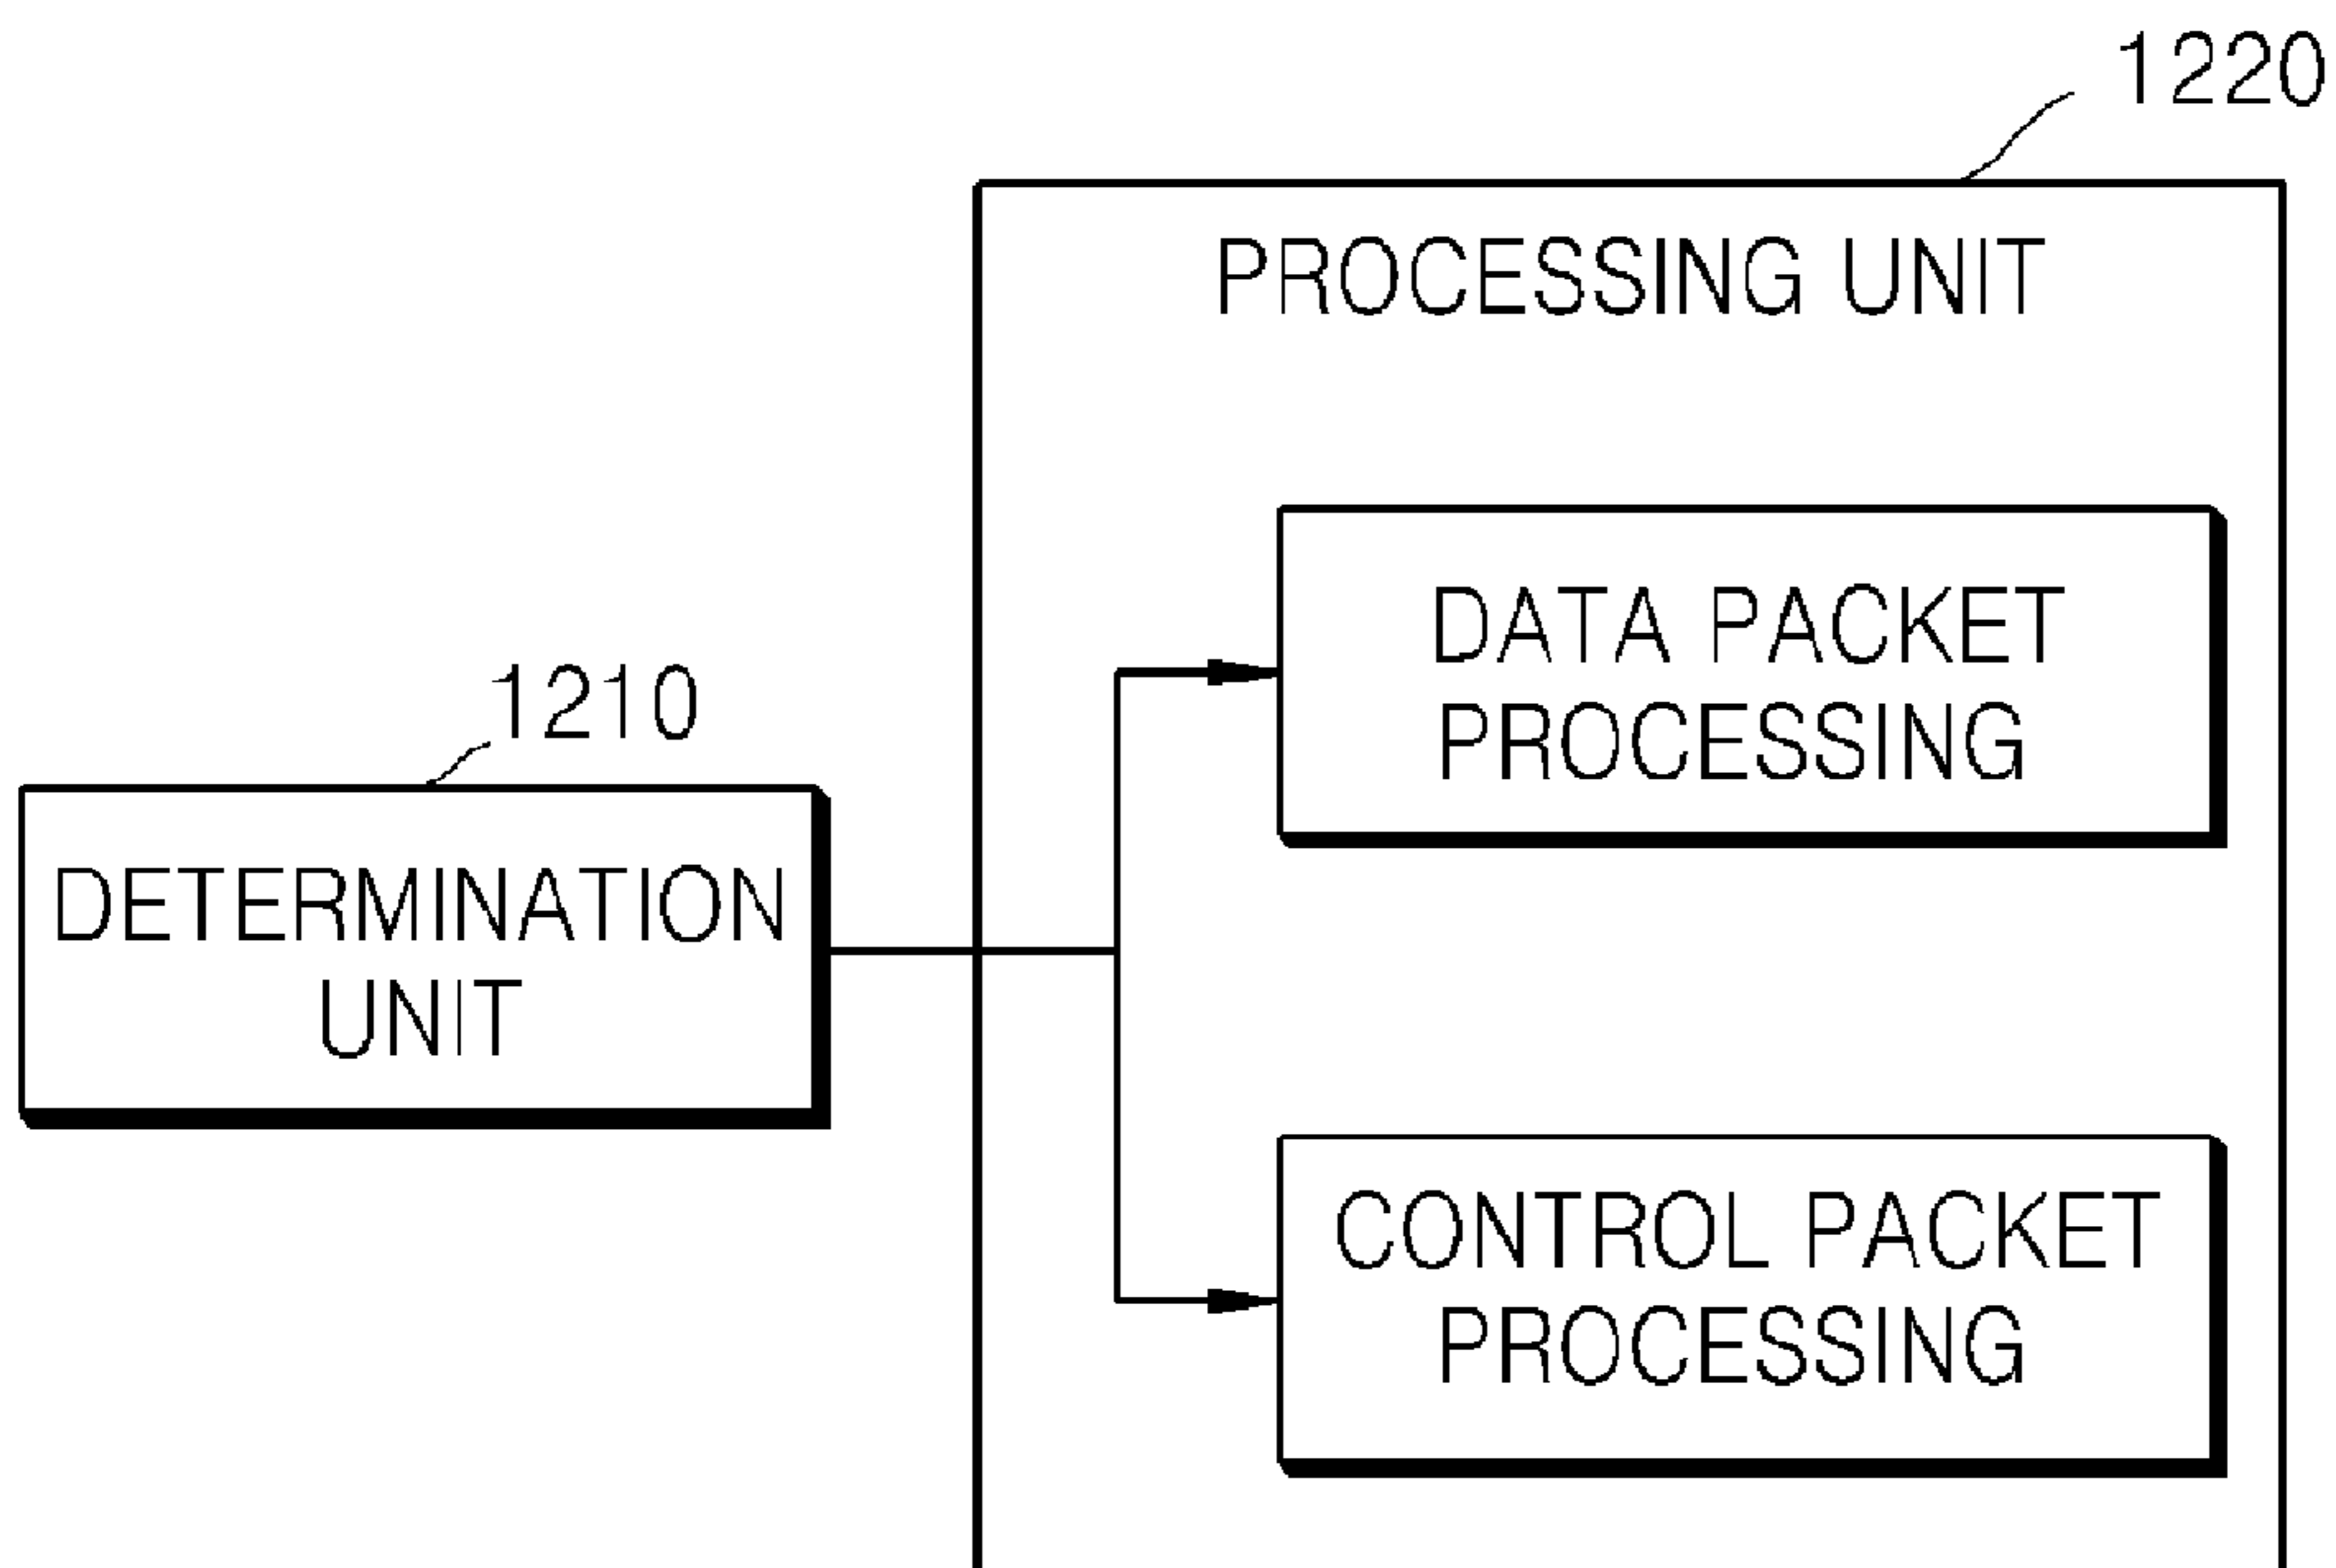 1220
PROCESSING UNIT
DATA PACKET
PROCESSING
1210
DETERMINATION
UNIT
CONTROL PACKET
PROCESSING